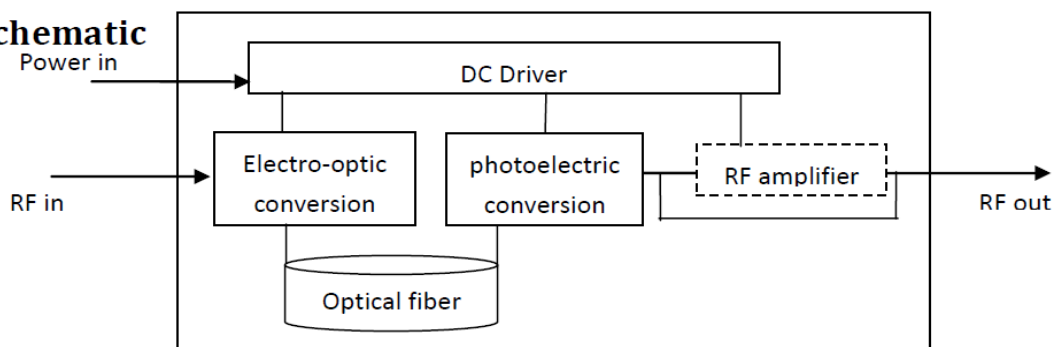 chematic
Power in
DC Driver
Electro-optic
conversion
photoelectric
conversion
RF amplifier
RF in
RF out
Optical fiber